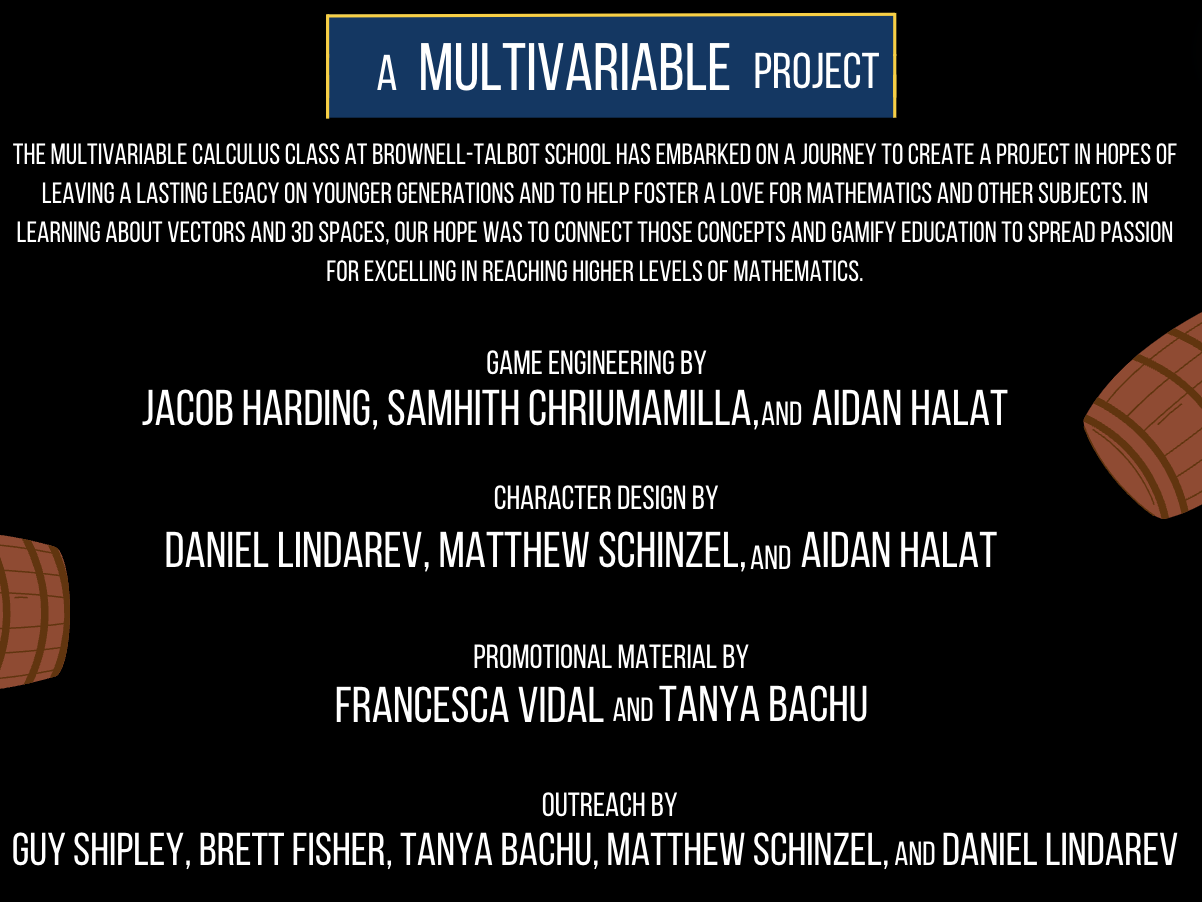 A MULTIVARIABLE PROJECT
THE MULTIVARIABLE CALCULUS CLASS AT BROWNELL-TALBOT SCHOOL HAS EMBARKED ON A JOURNEY TO CREATE A PROJECT IN HOPES OF
LEAVING A LASTING LEGACY ON YOUNGER GENERATIONS AND TO HELP FOSTER A LOVE FOR MATHEMATICS AND OTHER SUBJECTS. IN
LEARNING ABOUT VECTORS AND 3D SPACES, OUR HOPE WAS TO CONNECT THOSE CONCEPTS AND GAMIFY EDUCATION TO SPREAD PASSION
FOR EXCELLING IN REACHING HIGHER LEVELS OF MATHEMATICS.
GAME ENGINEERING BY
JACOB HARDING, SAMHITH CHRIUMAMILLA, AND AIDAN HALAT
CHARACTER DESIGN BY
DANIEL LINDAREV, MATTHEW SCHINZEL, AND AIDAN HALAT
PROMOTIONAL MATERIAL BY
FRANCESCA VIDAL AND TANYA BACHU
OUTREACH BY
GUY SHIPLEY, BRETT FISHER, TANYA BACHU, MATTHEW SCHINZEL, AND DANIEL LINDAREV